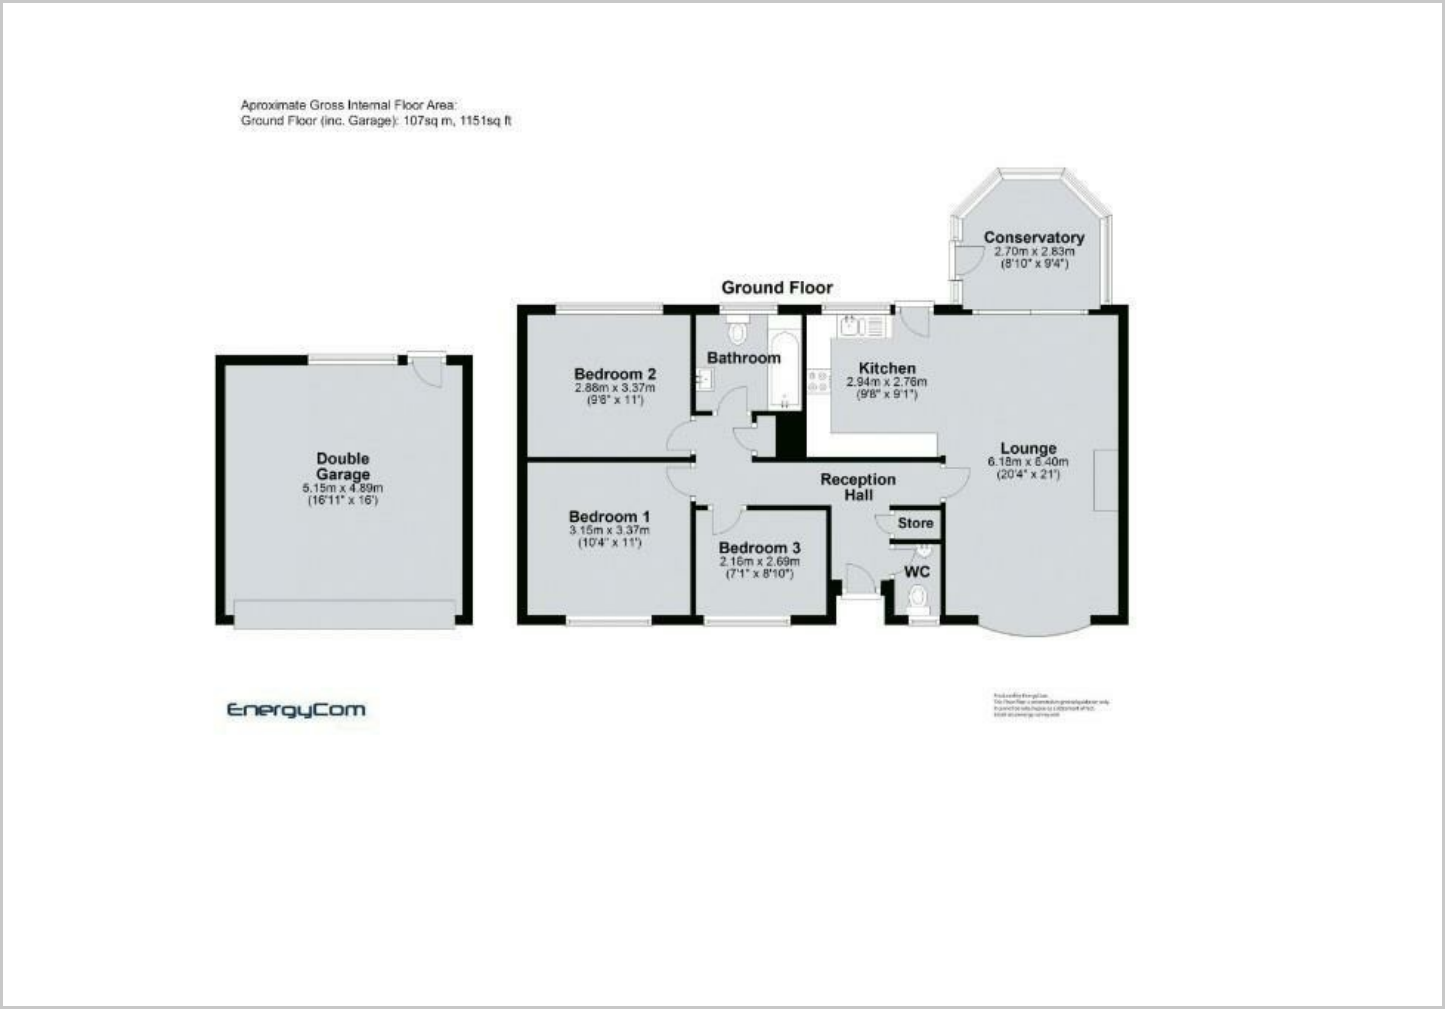 Aproximate Gross Internal Floor Area:
Ground Floor (inc. Garage): 107sq m, 1151sq ft
Conservatory
2.70m x 2.83m
(8'10" x 9'4")
Ground Floor
Bathroom
Bedroom 2
2.88m x 3.37m
(9'6" x 11')
Kitchen
2.94m x 2.76m
(9'8" x 9'1")
Double
Garage
5.15m x 4.89m
(16'11" x 16')
Lounge
6.18m x 6.40m
(20'4" x 21')
Reception
Hall
Bedroom 1
3.15m x 3.37m
(10'4" x 11')
Store
Bedroom 3
2.16m x 2.69m
(7'1" x 8'10")
WC
EnergyCom